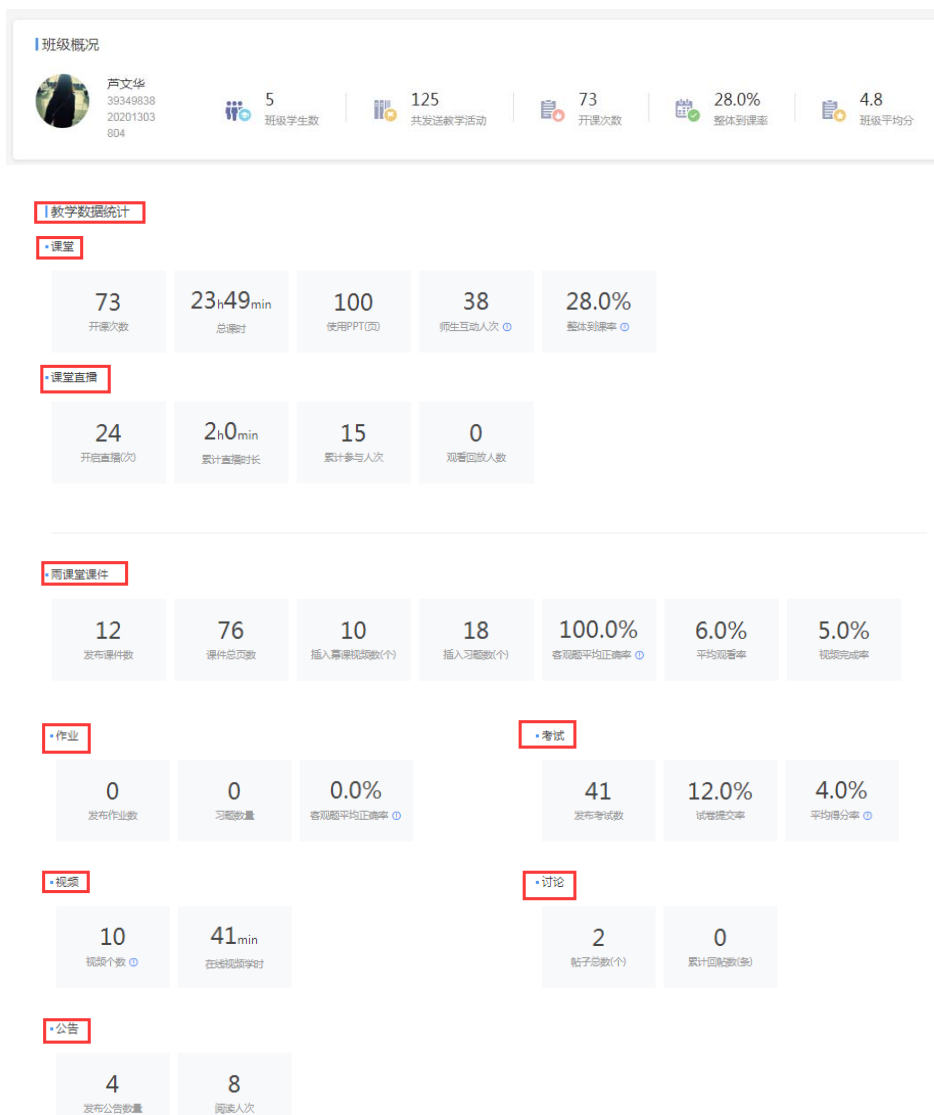 班级概况
芦文华
39349838
20201303
804
5
班级学生数
125
共发送教学活动
73
开课次数
28.0%
整体到课率
4.8
班级平均分
教学数据统计
课堂
73
开课次数
23h49min
总课时
100
使用PPT(页)
38
师生互动人次
28.0%
整体到课率
课堂直播
24
开启直播(次)
2h0min
累计直播时长
15
累计参与人次
0
观看回放人数
雨课堂课件
12
发布课件数
76
课件总页数
10
插入慕课视频数(个)
18
插入习题数(个)
100.0%
客观题平均正确率
6.0%
平均观看率
5.0%
视频完成率
作业
0
发布作业数
0
习题数量
0.0%
客观题平均正确率
考试
41
发布考试数
12.0%
试卷提交率
4.0%
平均得分率
视频
10
视频个数
41min
在线视频学时
讨论
2
帖子总数(个)
0
累计回帖数(条)
公告
4
发布公告数量
8
阅读人次